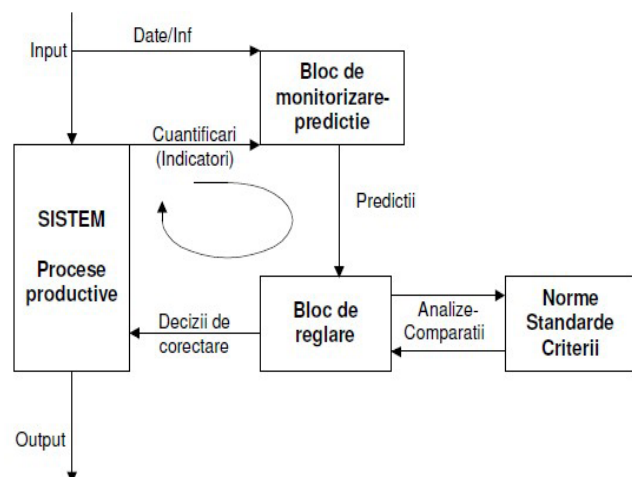 Input
Date/Inf
Bloc de
monitorizare-
predictie
Cuantificari
(Indicatori)
SISTEM
Procese
productive
Predictii
Decizii de
corectare
Bloc de
reglare
Analize-
Comparatii
Norme
Standarde
Criterii
Output